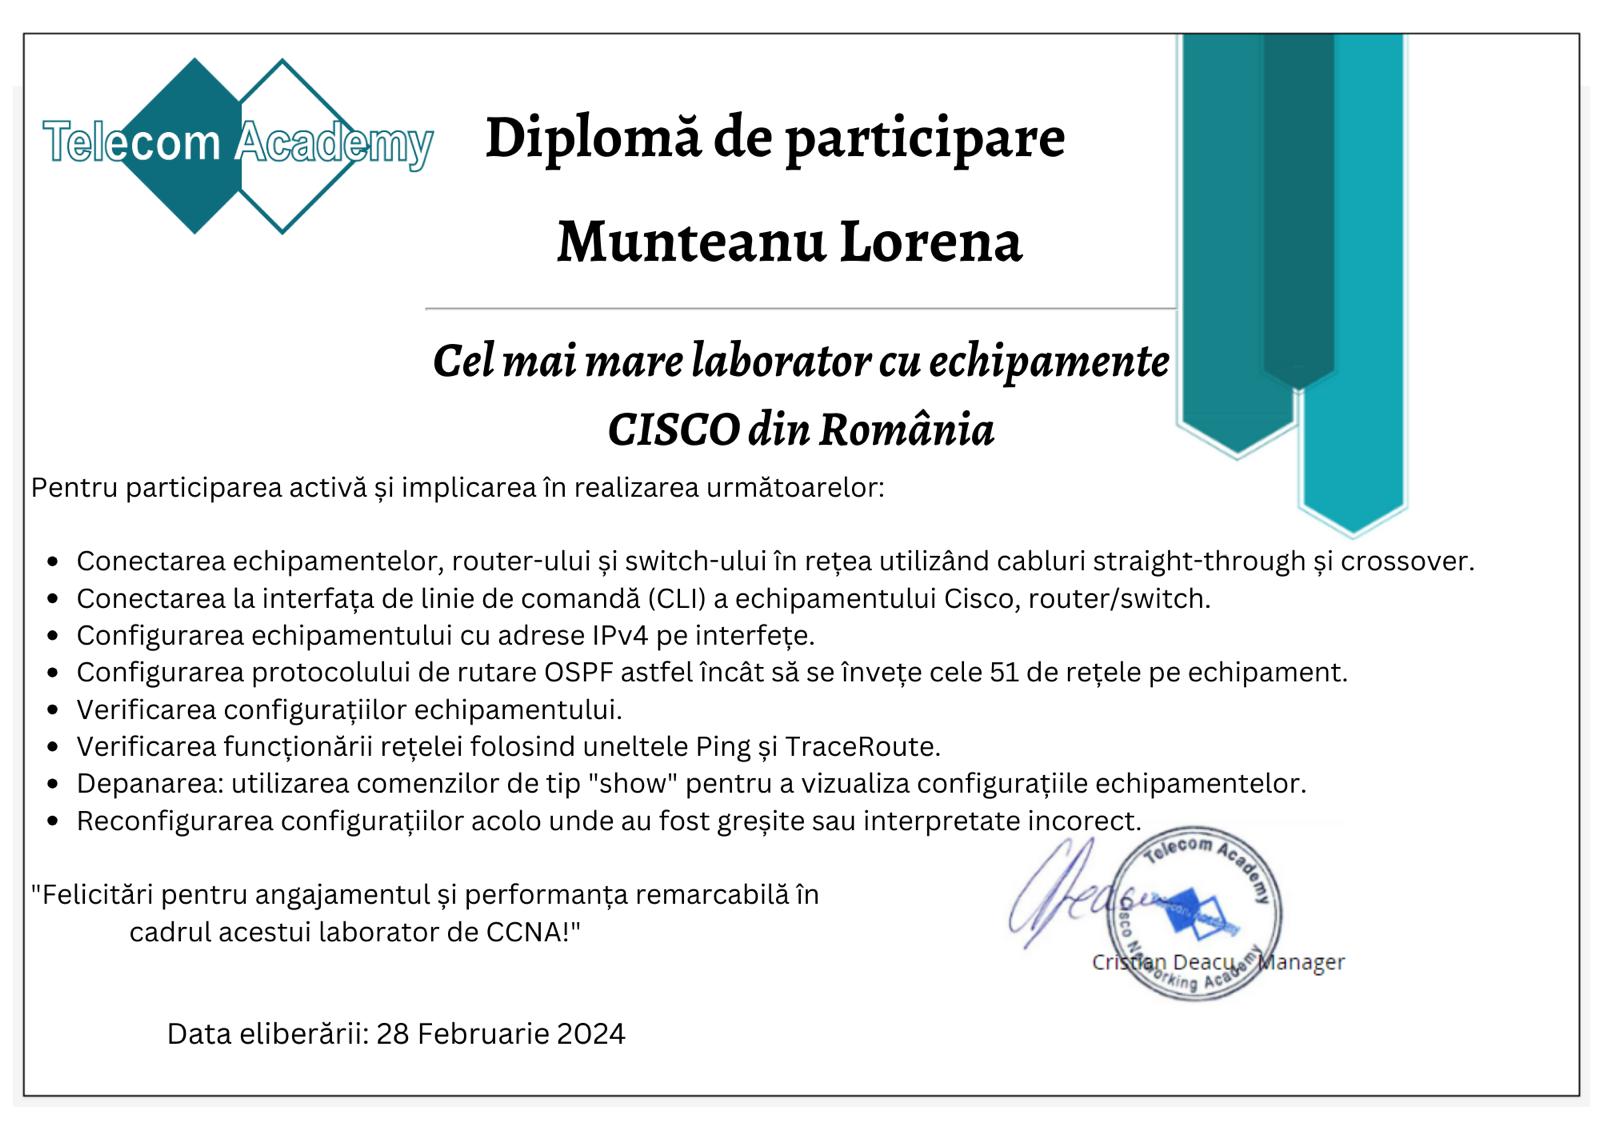 Telecom Academy
Diplomă de participare
Munteanu Lorena
Cel mai mare laborator cu echipamente
CISCO din România
Pentru participarea activă și implicarea în realizarea următoarelor:
• Conectarea echipamentelor, router-ului și switch-ului în rețea utilizând cabluri straight-through și crossover.
• Conectarea la interfața de linie de comandă (CLI) a echipamentului Cisco, router/switch.
• Configurarea echipamentului cu adrese IPv4 pe interfețe.
• Configurarea protocolului de rutare OSPF astfel încât să se învețe cele 51 de rețele pe echipament.
• Verificarea configurațiilor echipamentului.
• Verificarea funcționării rețelei folosind uneltele Ping și TraceRoute.
• Depanarea: utilizarea comenzilor de tip "show" pentru a vizualiza configurațiile echipamentelor.
• Reconfigurarea configurațiilor acolo unde au fost greșite sau interpretate incorect.
"Felicitări pentru angajamentul și performanța remarcabilă în
cadrul acestui laborator de CCNA!"
Telecom Academy
Telecom Academy
Cisco Networking Academy
Cristian Deacu, Manager
Data eliberării: 28 Februarie 2024